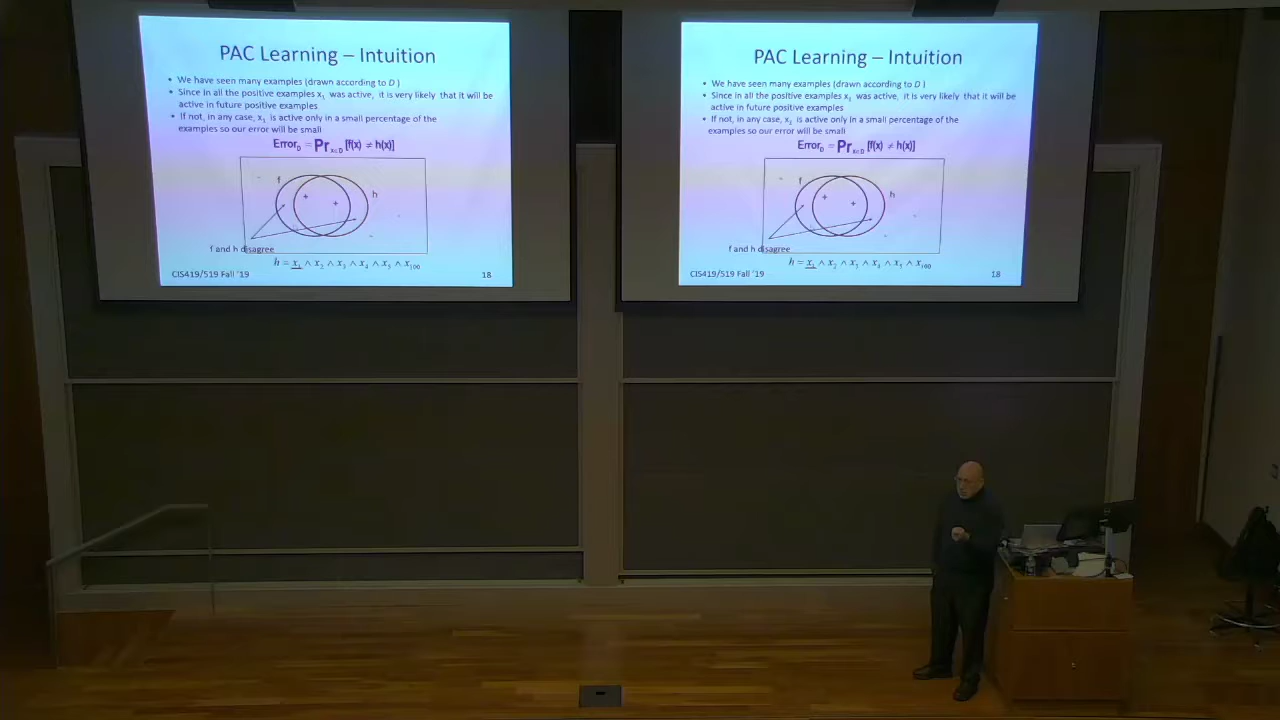 PAC Learning – Intuition
• We have seen many examples (drawn according to D )
• Since in all the positive examples x1 was active, it is very likely that it will be
active in future positive examples
• If not, in any case, x1 is active only in a small percentage of the
examples so our error will be small
ErrorD = Pr x∈D [f(x) ≠ h(x)]
f
h
+
+
-
-
-
f and h disagree
h = x1 ∧ x2 ∧ x3 ∧ x4 ∧ x5 ∧ x100
CIS419/519 Fall '19
18
PAC Learning – Intuition
• We have seen many examples (drawn according to D )
• Since in all the positive examples x1 was active, it is very likely that it will be
active in future positive examples
• If not, in any case, x1 is active only in a small percentage of the
examples so our error will be small
ErrorD = Pr x∈D [f(x) ≠ h(x)]
f
h
+
+
-
-
-
f and h disagree
h = x1 ∧ x2 ∧ x3 ∧ x4 ∧ x5 ∧ x100
CIS419/519 Fall '19
18